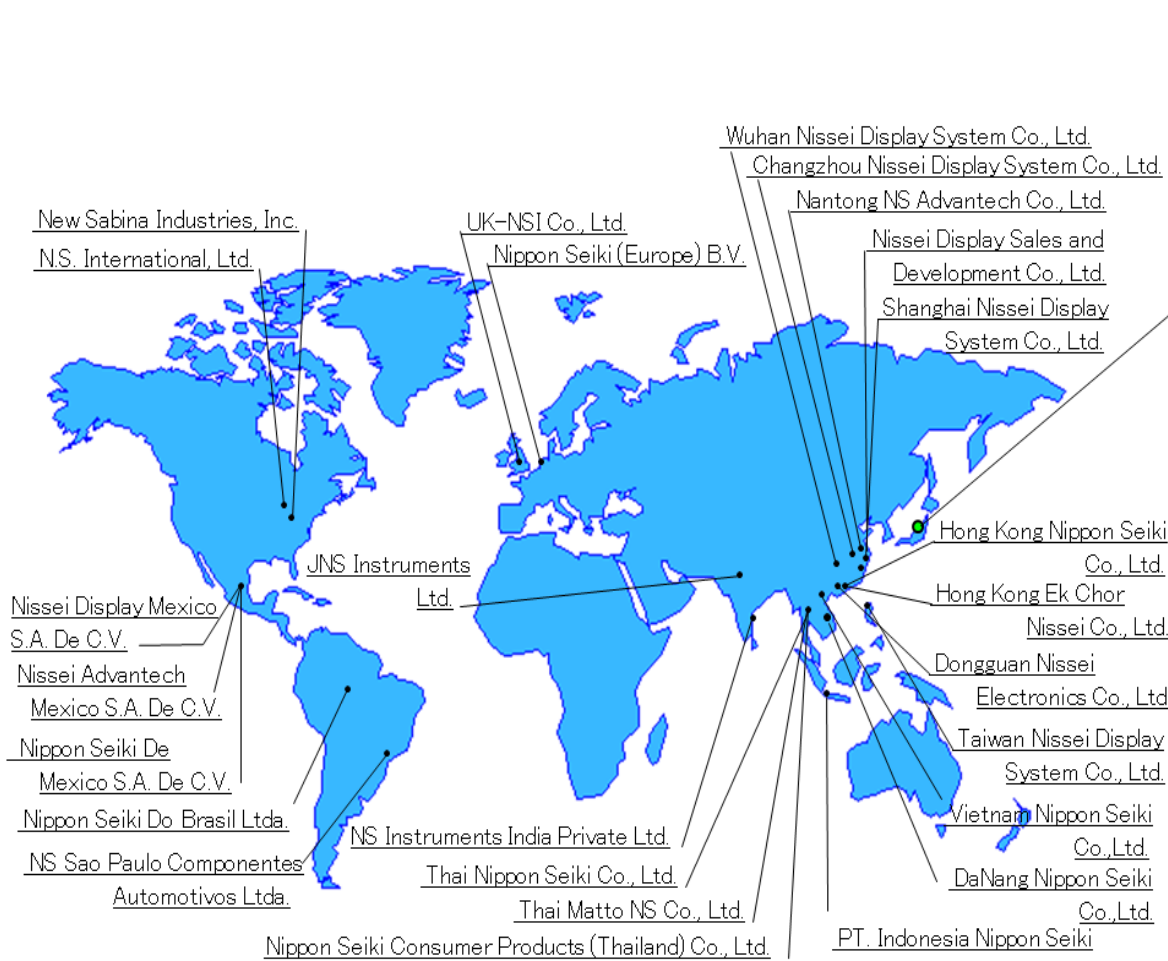 Wuhan Nissei Display System Co., Ltd.
Changzhou Nissei Display System Co., Ltd.
Nantong NS Advantech Co., Ltd.
Nissei Display Sales and
Development Co., Ltd.
Shanghai Nissei Display
System Co., Ltd.
New Sabina Industries, Inc.
N.S. International, Ltd.
UK-NSI Co., Ltd.
Nippon Seiki (Europe) B.V.
JNS Instruments
Ltd.
Hong Kong Nippon Seiki
Co., Ltd.
Hong Kong Ek Chor
Nissei Co., Ltd.
Dongguan Nissei
Electronics Co., Ltd
Taiwan Nissei Display
System Co., Ltd.
Vietnam Nippon Seiki
Co.,Ltd.
DaNang Nippon Seiki
Co.,Ltd.
PT. Indonesia Nippon Seiki
Nissei Display Mexico
S.A. De C.V.
Nissei Advantech
Mexico S.A. De C.V.
Nippon Seiki De
Mexico S.A. De C.V.
Nippon Seiki Do Brasil Ltda.
NS Sao Paulo Componentes
Automotivos Ltda.
NS Instruments India Private Ltd.
Thai Nippon Seiki Co., Ltd.
Thai Matto NS Co., Ltd.
Nippon Seiki Consumer Products (Thailand) Co., Ltd.